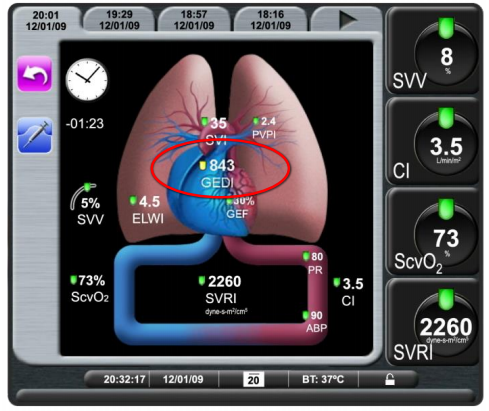 20:01
12/01/09
19:29
12/01/09
18:57
12/01/09
18:16
12/01/09
-01:23
35
SVI
2.4
PVPI
843
GEDI
5%
SVV
4.5
ELWI
30%
GEF
80
PR
73%
ScvO₂
2260
SVRI
dyne-s-m²/cm⁵
3.5
CI
90
ABP
8
%
SVV
3.5
L/min/m²
CI
73
%
ScvO₂
2260
dyne-s-m²/cm⁵
SVRI
20:32:17 12/01/09 20 BT: 37°C